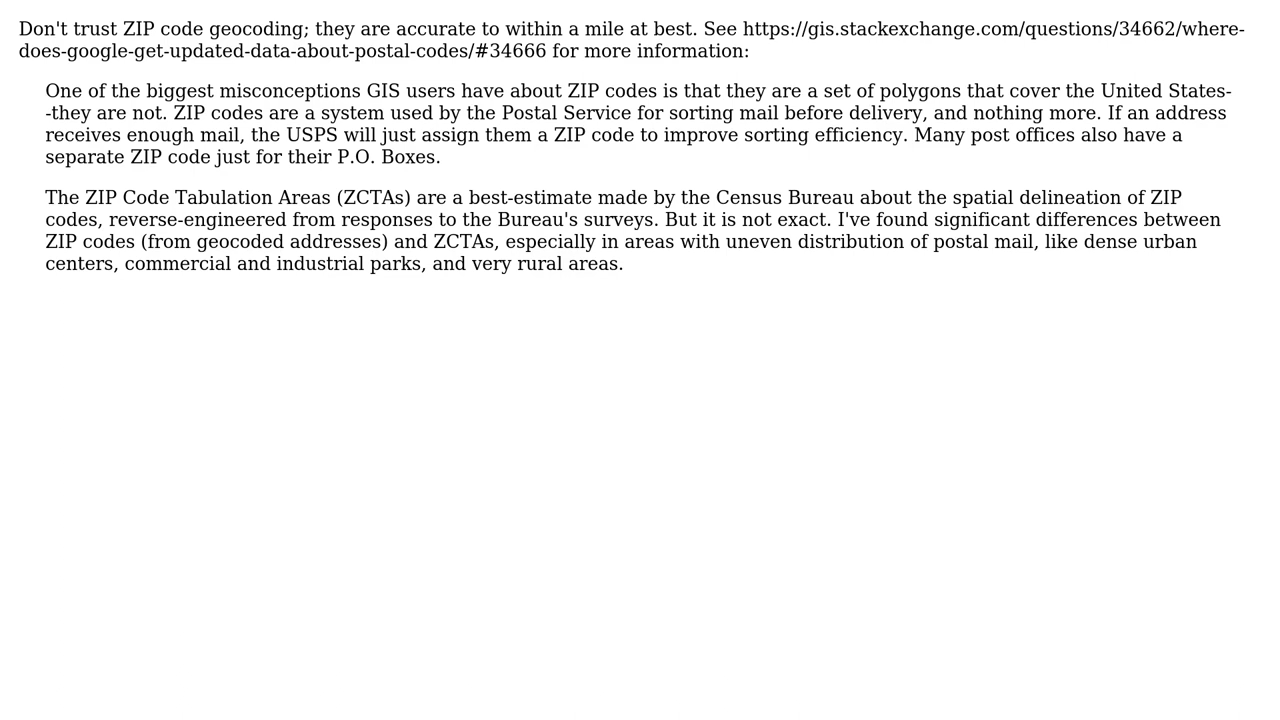 Don't trust ZIP code geocoding; they are accurate to within a mile at best. See https://gis.stackexchange.com/questions/34662/where-
does-google-get-updated-data-about-postal-codes/#34666 for more information:
One of the biggest misconceptions GIS users have about ZIP codes is that they are a set of polygons that cover the United States-
-they are not. ZIP codes are a system used by the Postal Service for sorting mail before delivery, and nothing more. If an address
receives enough mail, the USPS will just assign them a ZIP code to improve sorting efficiency. Many post offices also have a
separate ZIP code just for their P.O. Boxes.
The ZIP Code Tabulation Areas (ZCTAs) are a best-estimate made by the Census Bureau about the spatial delineation of ZIP
codes, reverse-engineered from responses to the Bureau's surveys. But it is not exact. I've found significant differences between
ZIP codes (from geocoded addresses) and ZCTAs, especially in areas with uneven distribution of postal mail, like dense urban
centers, commercial and industrial parks, and very rural areas.